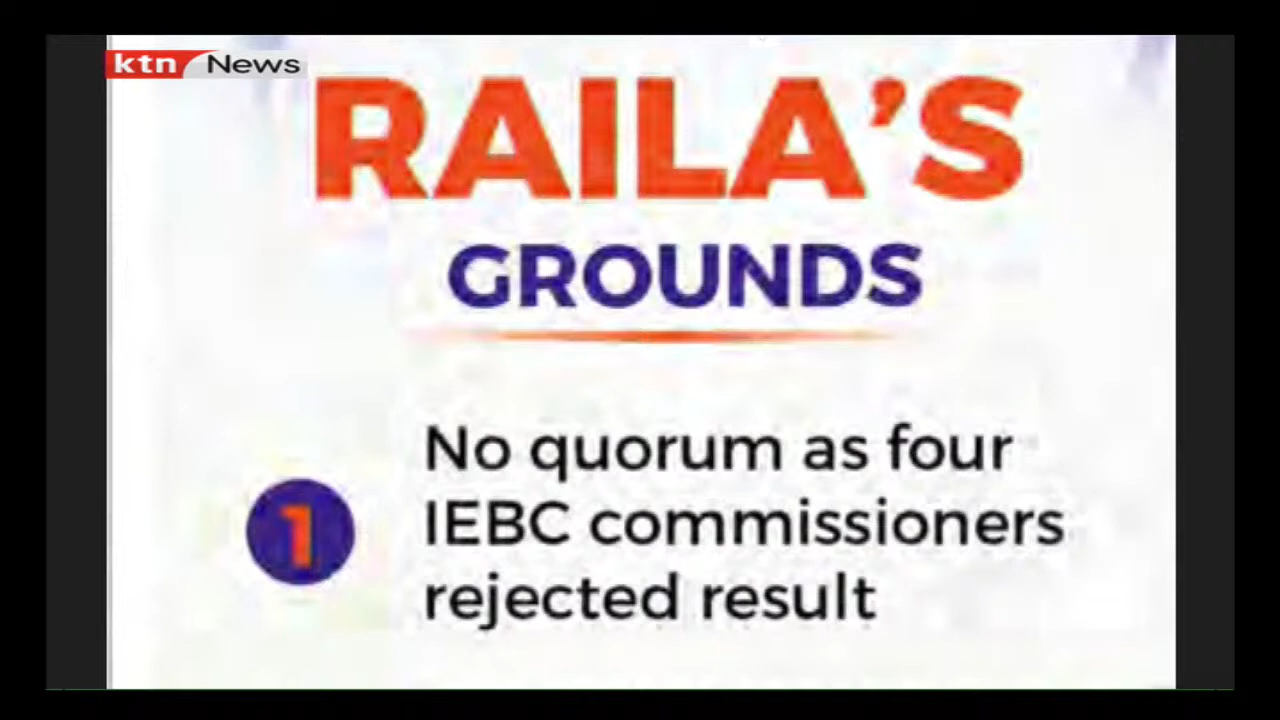 ktn News
RAILA'S
GROUNDS
1
No quorum as four
IEBC commissioners
rejected result